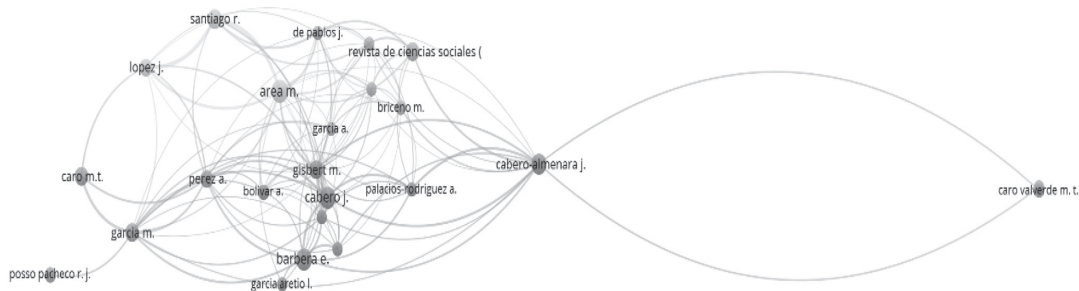 santiago r.
de pablos j.
revista de ciencias sociales (
lopez j.
area m.
briceno m.
garcia a.
cabero-almenara j.
gisbert m.
caro m.t.
perez a.
bolivar a.
palacios-rodriguez a.
caro valverde m. t.
cabero j.
garcia m.
barbera e.
posso pacheco r. j.
garcia aretio l.